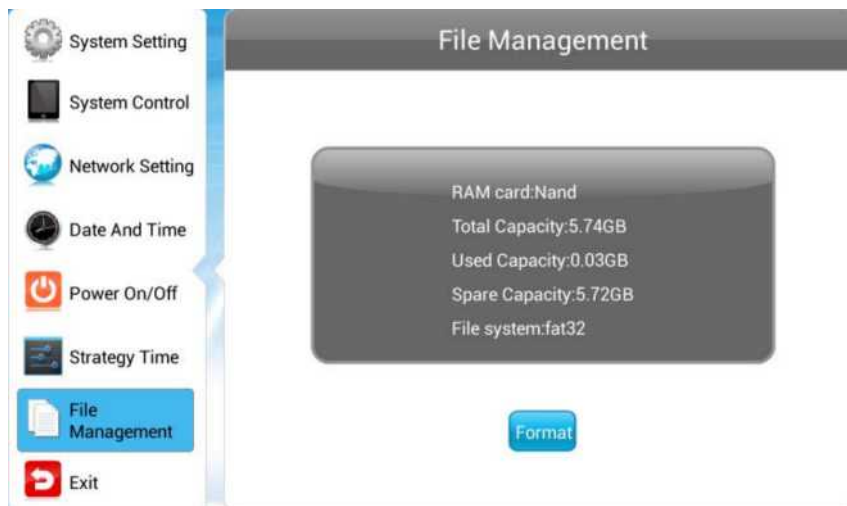 System Setting
System Control
Network Setting
Date And Time
Power On/Off
Strategy Time
File
Management
Exit
File Management
RAM card:Nand
Total Capacity:5.74GB
Used Capacity:0.03GB
Spare Capacity:5.72GB
File system:fat32
Format